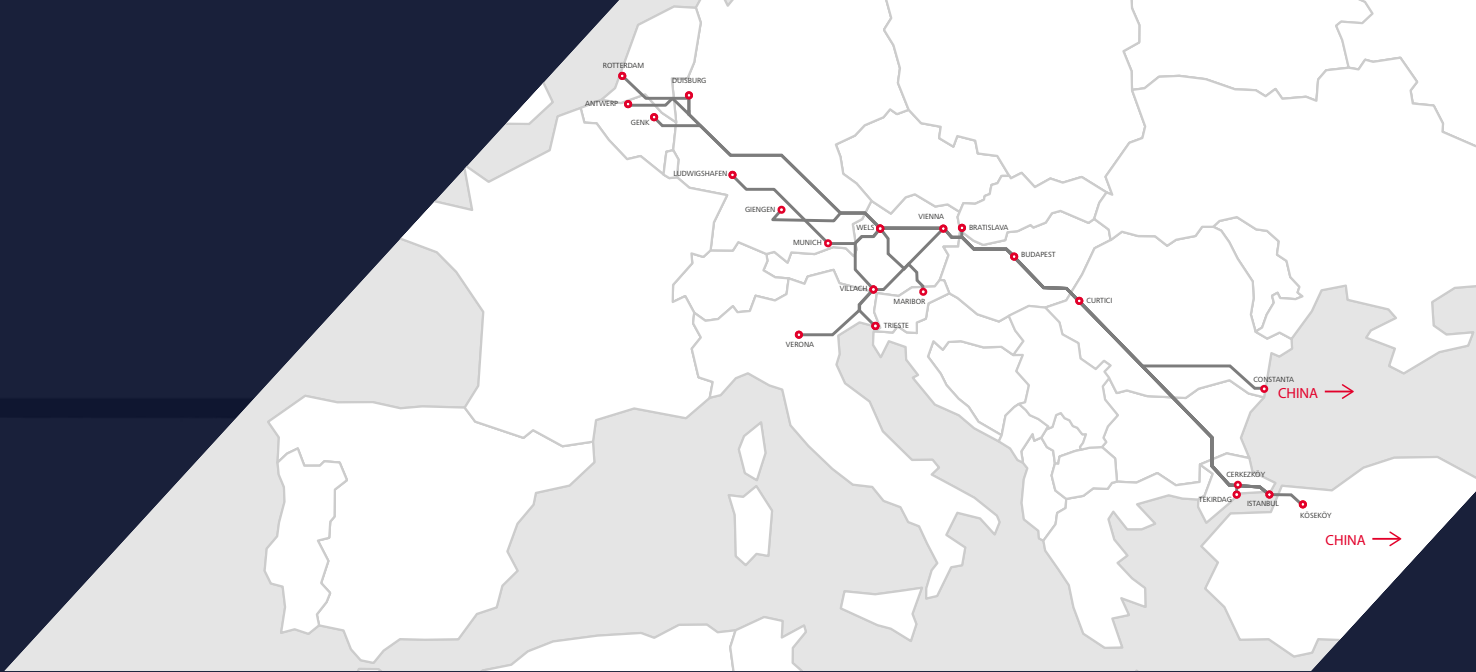 ROTTERDAM
DUISBURG
ANTWERP
GENK
LUDWIGSHAFEN
GIENGEN
VIENNA
WELS
BRATISLAVA
MUNICH
BUDAPEST
VILLACH
MARIBOR
CURTICI
TRIESTE
VERONA
CONSTANTA
CHINA
CERKEZKÖY
TEKIRDAG
ISTANBUL
KÖSEKÖY
CHINA